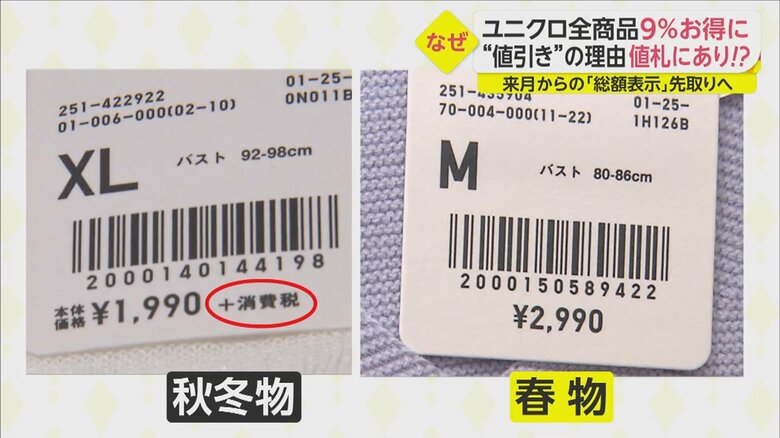 なぜ
ユニクロ全商品9%お得に
“値引き”の理由 値札にあり!?
来月からの「総額表示」先取りへ
251-422922
01-25-
01-006-000(02-10)
0N011B
XL
バスト 92-98cm
2000140144198
本体価格 ¥1,990 +消費税
秋冬物
01-25-
70-004-000(11-22)
1H126B
M
バスト 80-86cm
2000150589422
¥2,990
春物